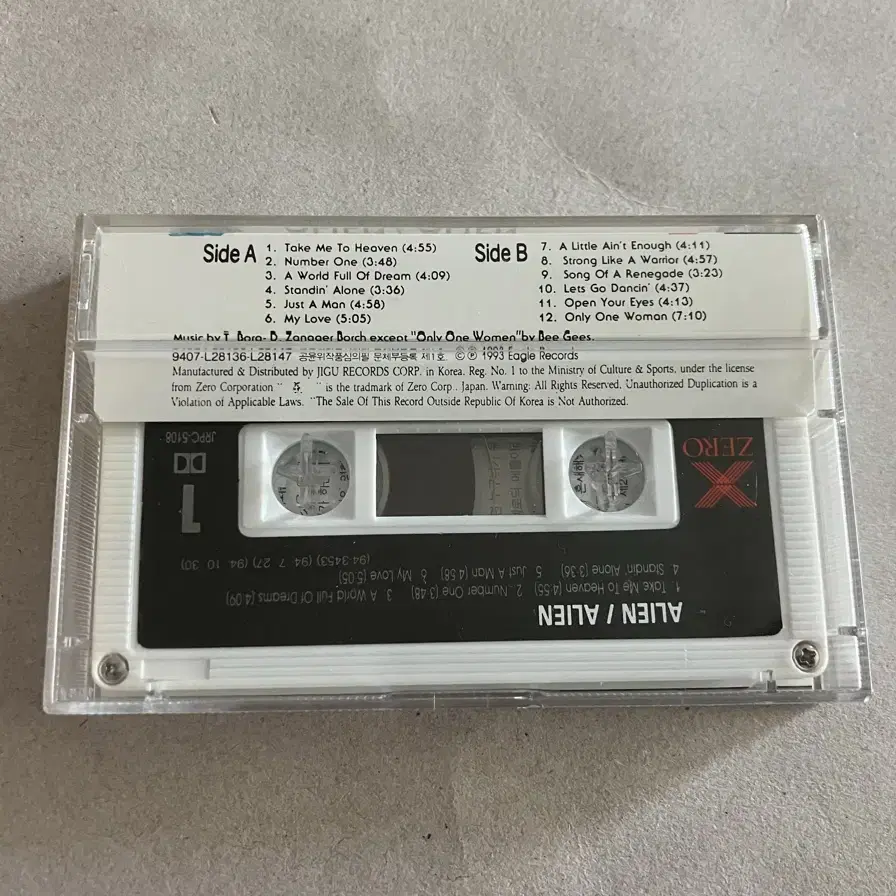 Side A
1. Take Me To Heaven (4:55)
2. Number One (3:48)
3. A World Full Of Dream (4:09)
4. Standin' Alone (3:36)
5. Just A Man (4:58)
6. My Love (5:05)
Side B
7. A Little Ain't Enough (4:11)
8. Strong Like A Warrior (4:57)
9. Song Of A Renegade (3:23)
10. Lets Go Dancin' (4:37)
11. Open Your Eyes (4:13)
12. Only One Woman (7:10)
Music by T. Borg- D. Zanager Borch except "Only One Women" by Bee Gees.
9407-L28136-L28147 공윤위작품심의필 문체부등록 제1호. © ℗ 1993 Eagle Records
Manufactured & Distributed by JIGU RECORDS CORP. in Korea. Reg. No. 1 to the Ministry of Culture & Sports, under the license
from Zero Corporation `` 5 '' is the tradmark of Zero Corp. Japan. Warning: All Rights Reserved. Unauthorized Duplication is a
Violation of Applicable Laws. ``The Sale Of This Record Outside Republic Of Korea is Not Authorized.
ALIEN / ALIEN
1. Take Me To Heaven (4:55) 2. Number One (3:48) 3. A World Full Of Dreams (4:09)
4. Standin' Alone (3:36) 5. Just A Man (4:58) 6. My Love (5:05)
(94-3453) (94. 7. 27) (94. 10. 30)
X
ZERO
1
JRPC-5108